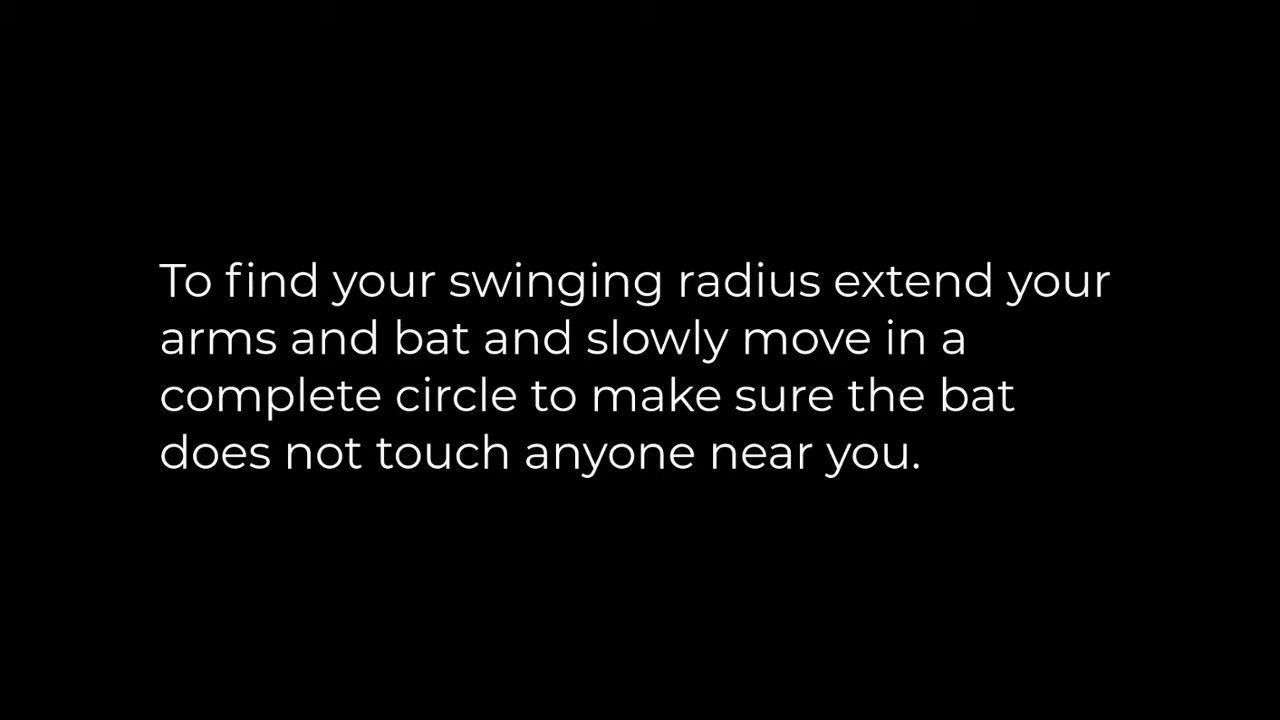 To find your swinging radius extend your
arms and bat and slowly move in a
complete circle to make sure the bat
does not touch anyone near you.